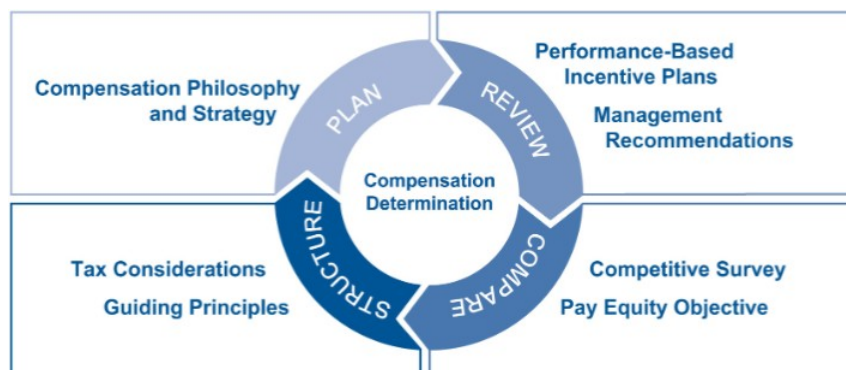 Compensation Philosophy
and Strategy
PLAN
Performance-Based
Incentive Plans
Management
Recommendations
REVIEW
Compensation
Determination
Tax Considerations
Guiding Principles
STRUCTURE
Competitive Survey
Pay Equity Objective
COMPARE